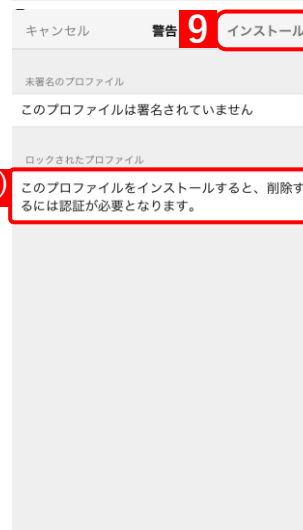 キャンセル 警告 9 インストール
未署名のプロファイル
このプロファイルは署名されていません
ロックされたプロファイル
このプロファイルをインストールすると、削除す
るには認証が必要となります。